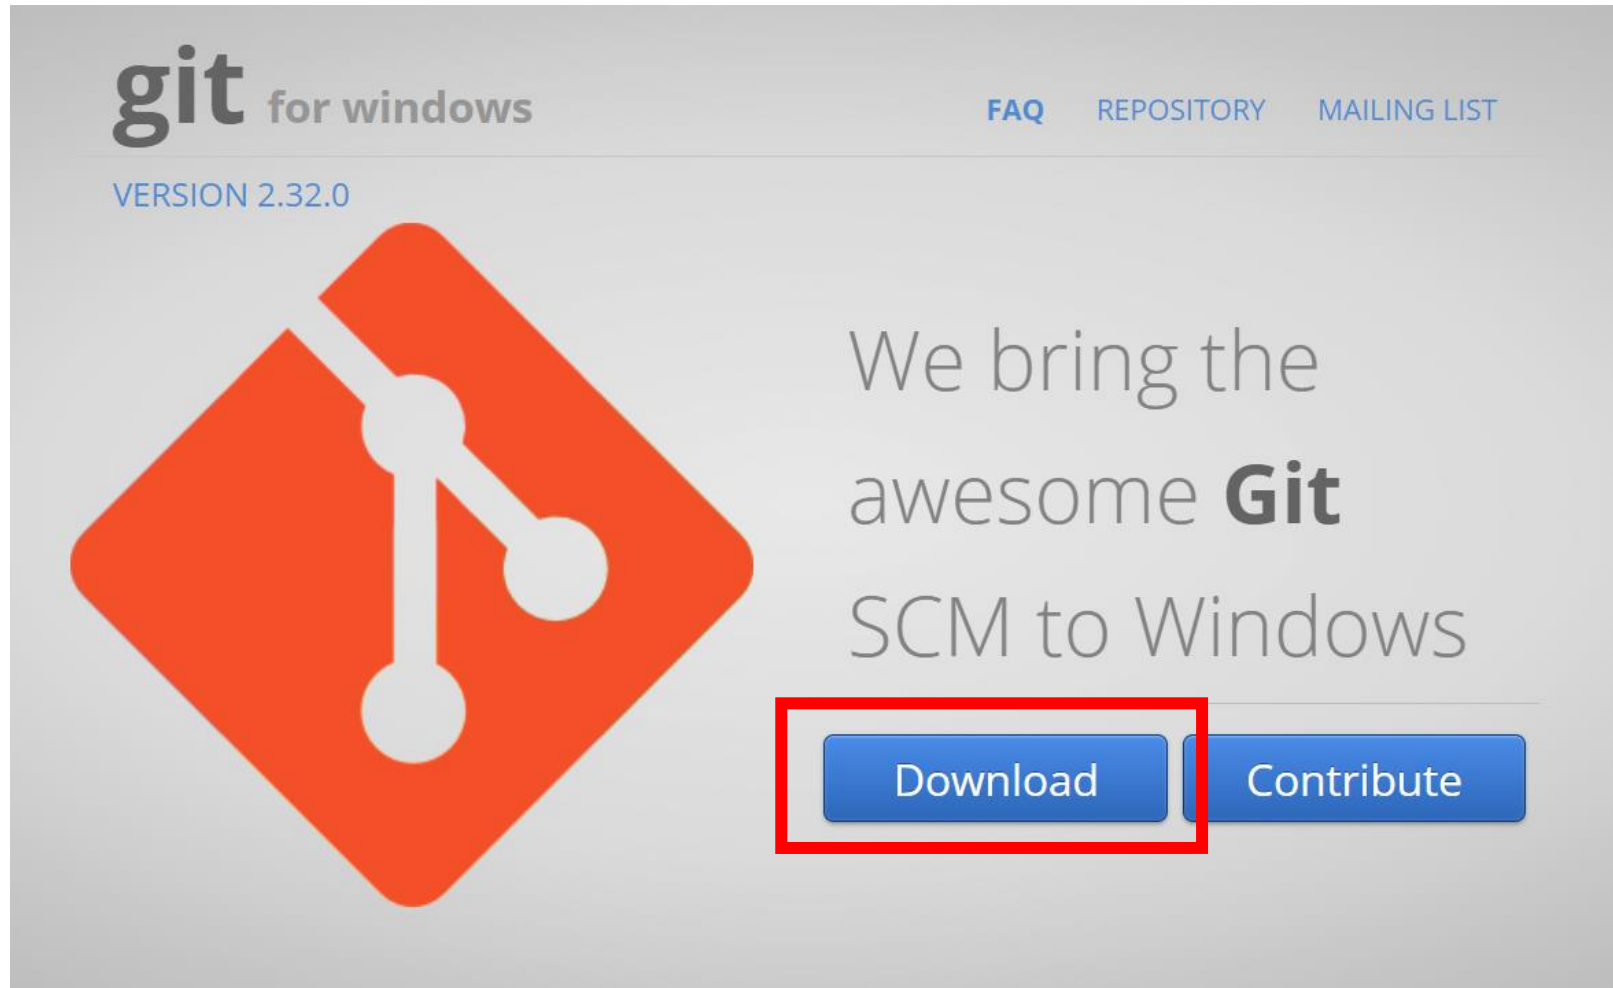 git for windows
FAQ REPOSITORY MAILING LIST
VERSION 2.32.0
We bring the
awesome Git
SCM to Windows
Download Contribute